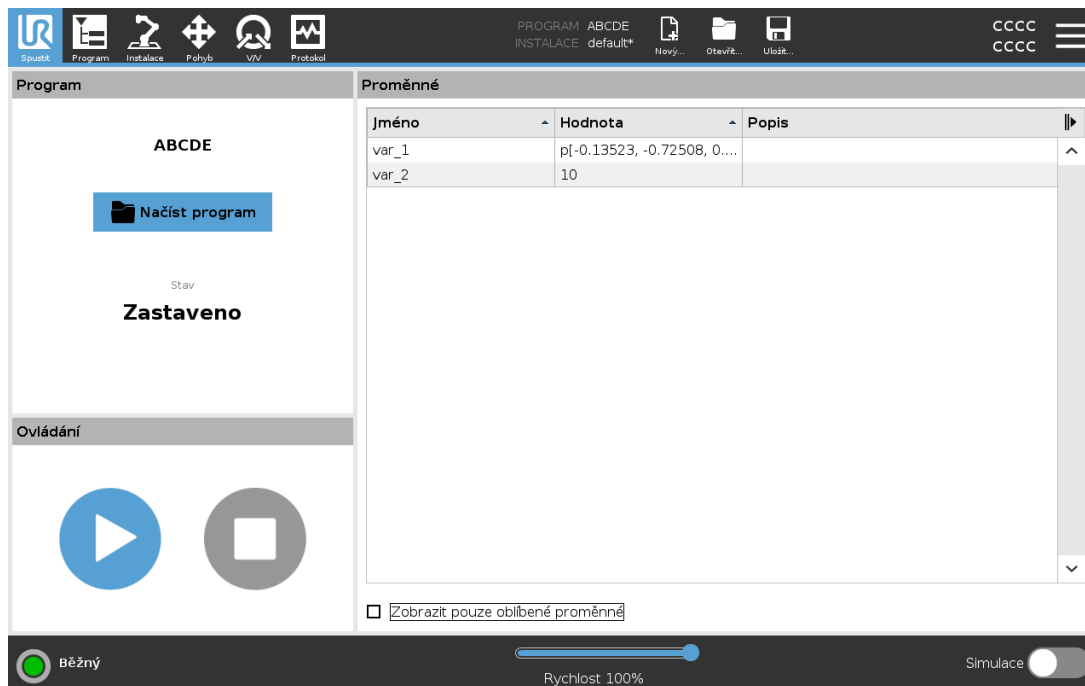 Spustit
Program
Instalace
Pohyb
V/V
Protokol
PROGRAM ABCDE
INSTALACE default*
Nový...
Otevřít...
Uložit...
CCCC
CCCC
Program
ABCDE
Načíst program
Stav
Zastaveno
Ovládání
Proměnné
Jméno Hodnota Popis
var_1 p[-0.13523, -0.72508, 0....
var_2 10
Zobrazit pouze oblíbené proměnné
Běžný
Rychlost 100%
Simulace